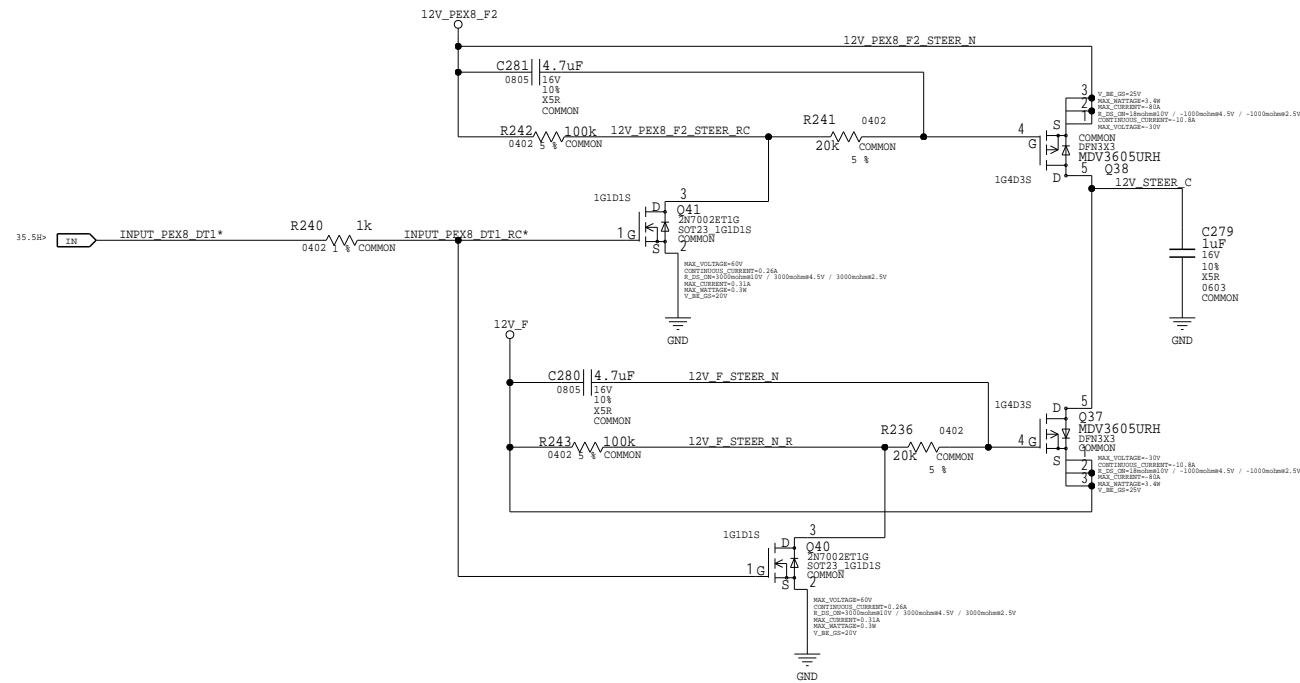 12V_PEX8_F2
12V_PEX8_F2_STEER_N
C281 4.7uF
0805 16V
10%
X5R
COMMON
3
2
1
V_BE_GS=25V
MAX_WATTAGE=3.4W
MAX_CURRENT=-80A
R_DS_ON=18mohm@10V / -1000mohm@4.5V / -1000mohm@2.5V
CONTINUOUS_CURRENT=-10.8A
MAX_VOLTAGE=-30V
R242 100k 12V_PEX8_F2_STEER_RC
0402 5 % COMMON
R241 0402
20k COMMON
5 %
4
G
S
D
COMMON
DFN3X3
MDV3605URH
Q38
5
1G4D3S
12V_STEER_C
1G1D1S
3
D Q41
2N7002ET1G
SOT23_1G1D1S
COMMON
1 G
S 2
MAX_VOLTAGE=60V
CONTINUOUS_CURRENT=0.26A
R_DS_ON=3000mohm@10V / 3000mohm@4.5V / 3000mohm@2.5V
MAX_CURRENT=0.31A
MAX_WATTAGE=0.3W
V_BE_GS=20V
GND
35.5H> IN INPUT_PEX8_DT1*
R240 1k
0402 1 % COMMON
INPUT_PEX8_DT1_RC*
C279
1uF
16V
10%
X5R
0603
COMMON
GND
12V_F
C280 4.7uF 12V_F_STEER_N
0805 16V
10%
X5R
COMMON
R243 100k 12V_F_STEER_N_R
0402 5 % COMMON
R236 0402
20k COMMON
5 %
1G4D3S
D 5
Q37
MDV3605URH
DFN3X3
COMMON
4 G
S
1
2
3
MAX_VOLTAGE=-30V
CONTINUOUS_CURRENT=-10.8A
R_DS_ON=18mohm@10V / -1000mohm@4.5V / -1000mohm@2.5V
MAX_CURRENT=-80A
MAX_WATTAGE=3.4W
V_BE_GS=25V
1G1D1S
3
D Q40
2N7002ET1G
SOT23_1G1D1S
COMMON
1 G
S 2
MAX_VOLTAGE=60V
CONTINUOUS_CURRENT=0.26A
R_DS_ON=3000mohm@10V / 3000mohm@4.5V / 3000mohm@2.5V
MAX_CURRENT=0.31A
MAX_WATTAGE=0.3W
V_BE_GS=20V
GND